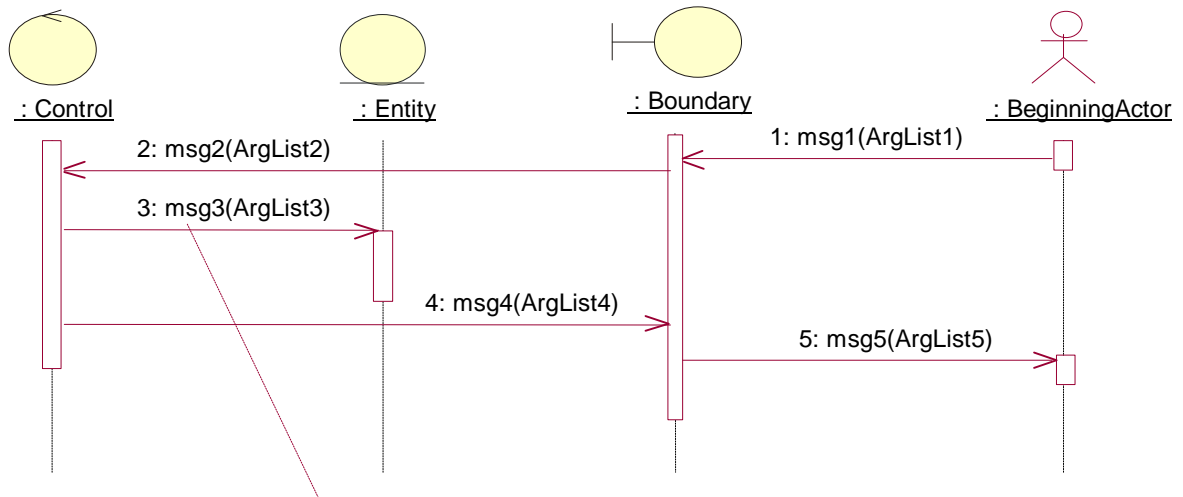 : Control
: Entity
: Boundary
: BeginningActor
1: msg1(ArgList1)
2: msg2(ArgList2)
3: msg3(ArgList3)
4: msg4(ArgList4)
5: msg5(ArgList5)